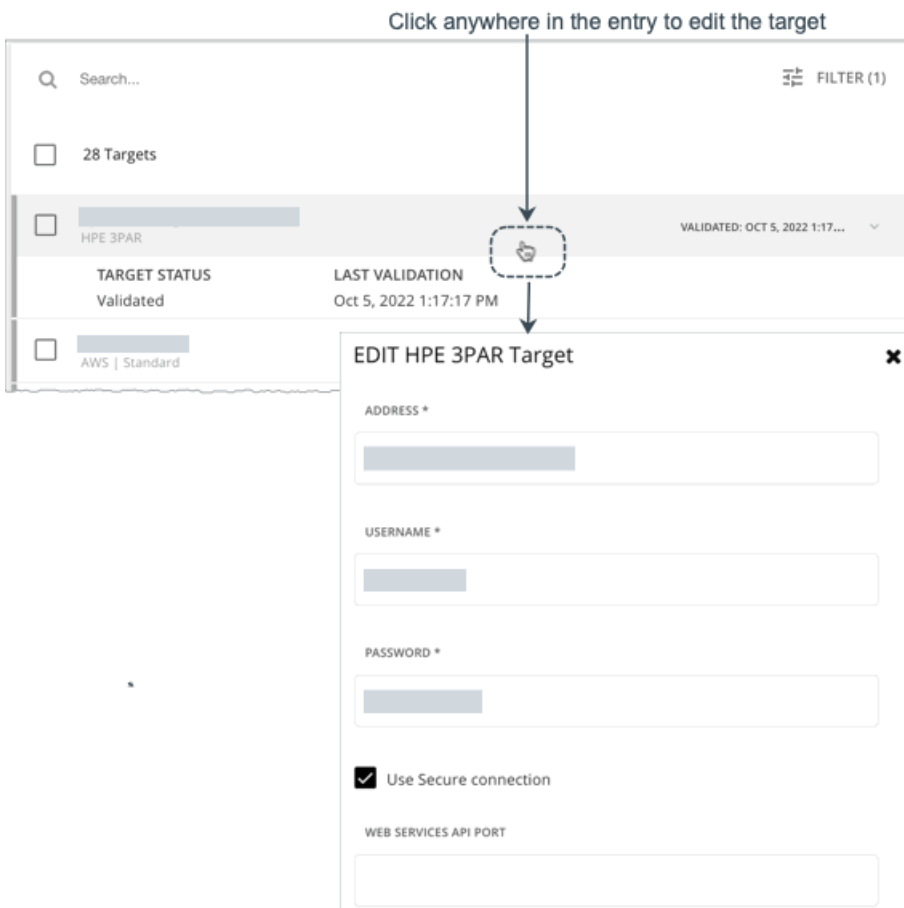 Click anywhere in the entry to edit the target
Search...
FILTER (1)
28 Targets
HPE 3PAR
VALIDATED: OCT 5, 2022 1:17...
TARGET STATUS
LAST VALIDATION
Validated
Oct 5, 2022 1:17:17 PM
AWS | Standard
EDIT HPE 3PAR Target
ADDRESS *
USERNAME *
PASSWORD *
Use Secure connection
WEB SERVICES API PORT